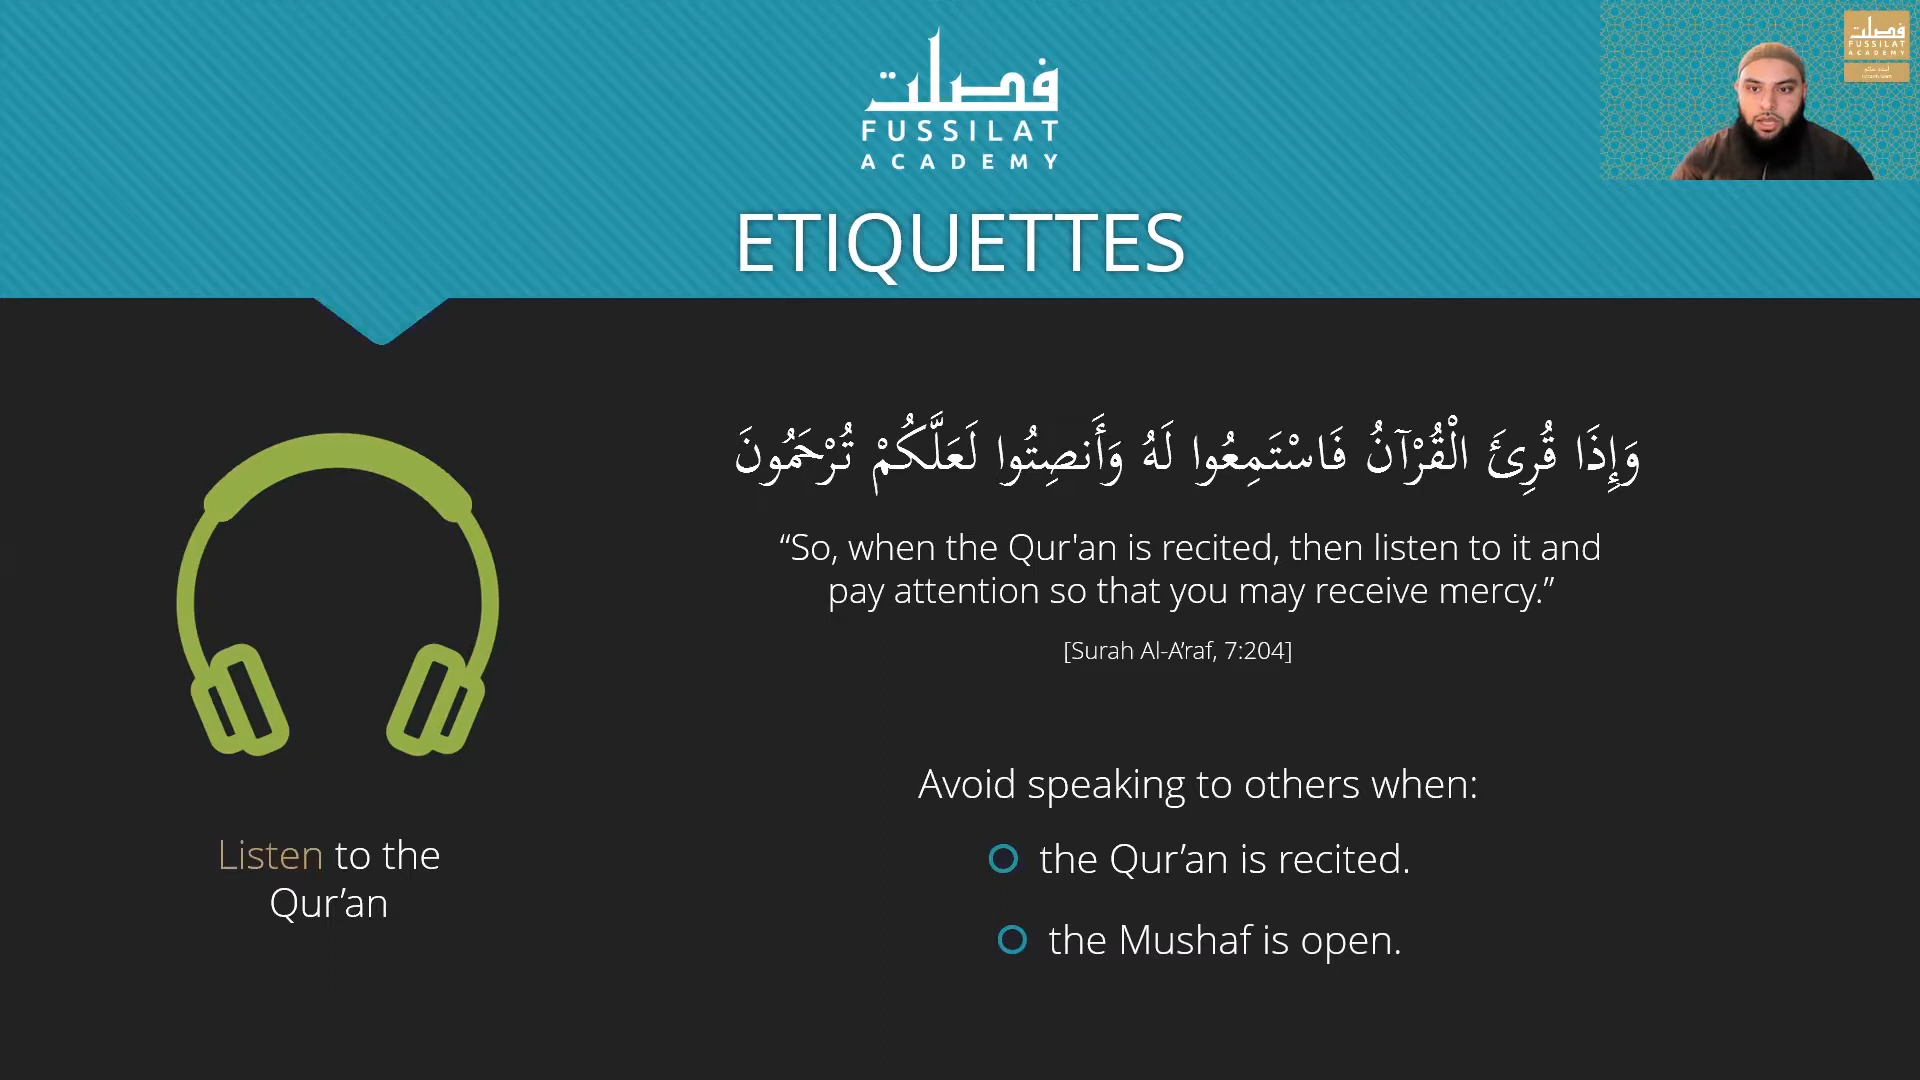 فصلت
FUSSILAT
ACADEMY
فصلت
FUSSILAT
ACADEMY
ETIQUETTES
وَإِذَا قُرِئَ الْقُرْآنُ فَاسْتَمِعُوا لَهُ وَأَنصِتُوا لَعَلَّكُمْ تُرْحَمُونَ
“So, when the Qur'an is recited, then listen to it and
pay attention so that you may receive mercy.”
[Surah Al-A’raf, 7:204]
Listen to the
Qur’an
Avoid speaking to others when:
the Qur’an is recited.
the Mushaf is open.